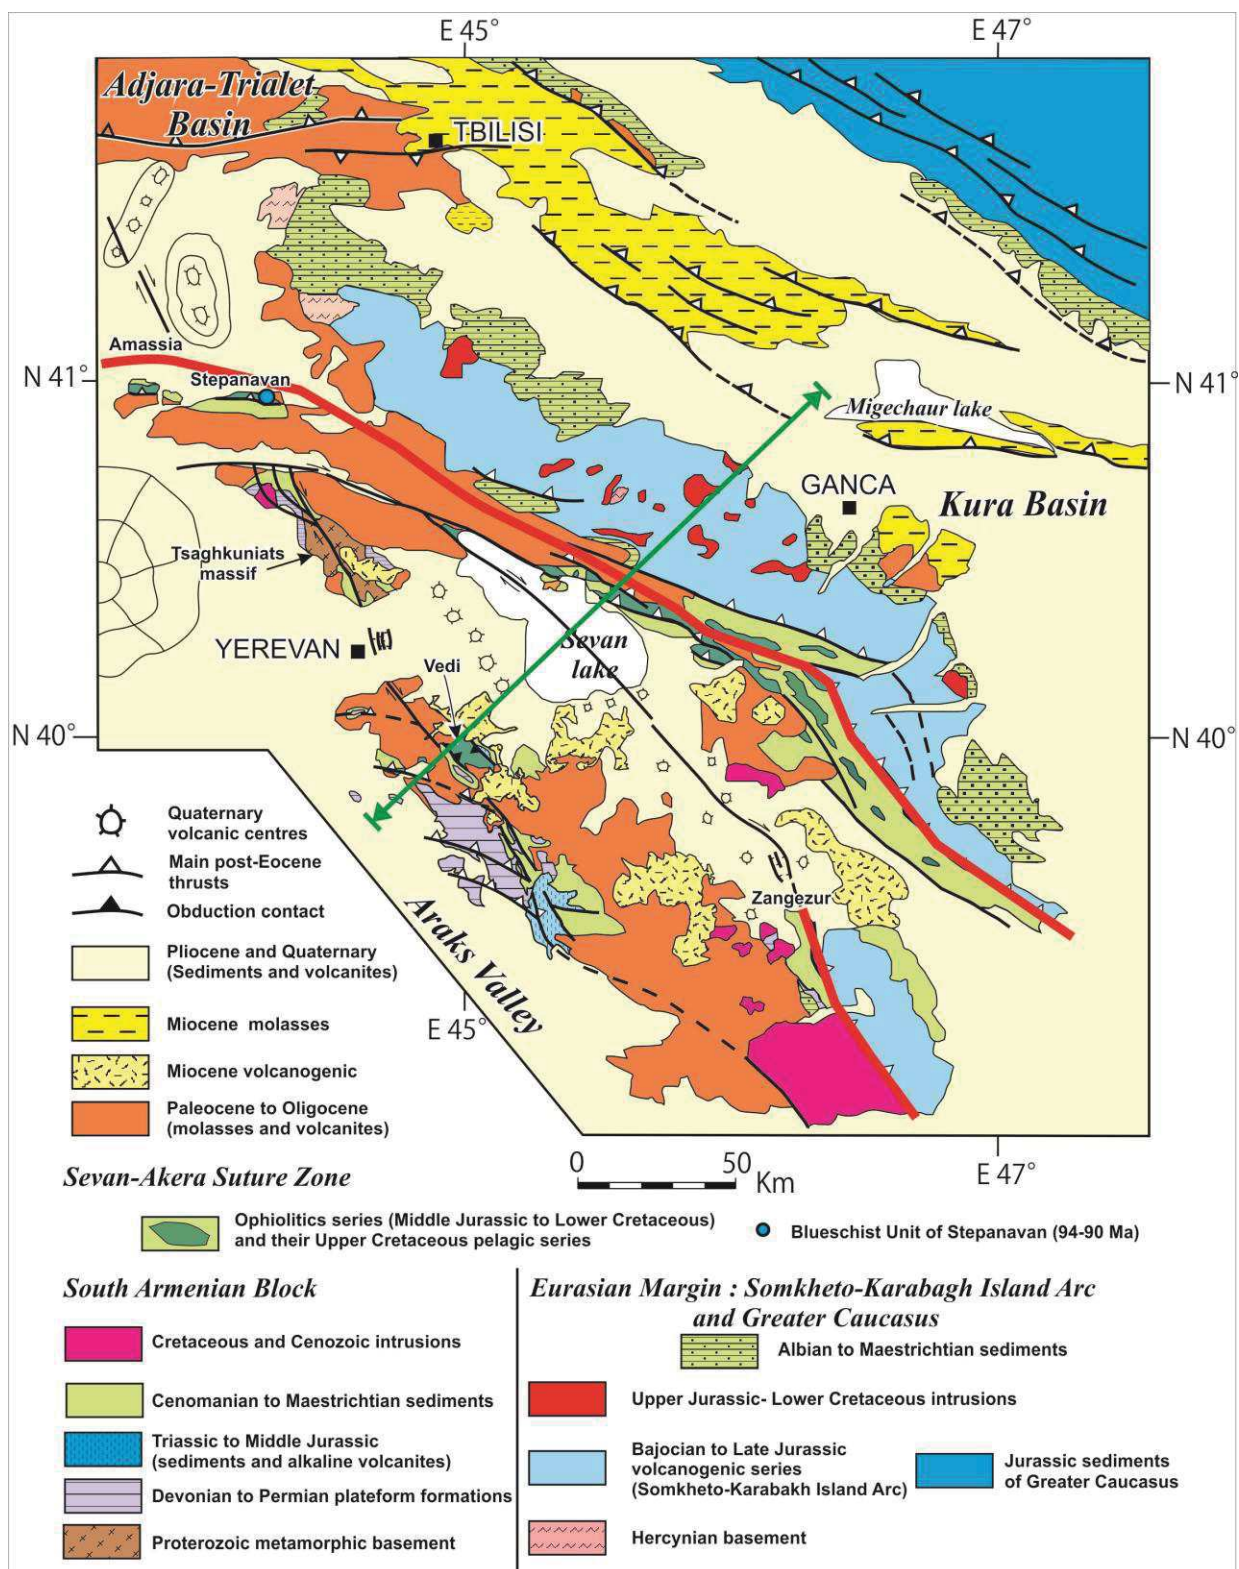 E 45°
E 47°
Adjara-Trialet
Basin
TBILISI
Amassia
N 41°
N 41°
Stepanavan
Migechaur lake
GANCA
Kura Basin
Tsaghkuniats
massif
YEREVAN
Sevan
lake
Vedi
N 40°
N 40°
Zangezur
Araks Valley
E 45°
E 47°
Quaternary
volcanic centres
Main post-Eocene
thrusts
Obduction contact
Pliocene and Quaternary
(Sediments and volcanites)
Miocene molasses
Miocene volcanogenic
Paleocene to Oligocene
(molasses and volcanites)
0 50
Km
Sevan-Akera Suture Zone
Ophiolitics series (Middle Jurassic to Lower Cretaceous)
and their Upper Cretaceous pelagic series
Blueschist Unit of Stepanavan (94-90 Ma)
South Armenian Block
Cretaceous and Cenozoic intrusions
Cenomanian to Maestrichtian sediments
Triassic to Middle Jurassic
(sediments and alkaline volcanites)
Devonian to Permian plateform formations
Proterozoic metamorphic basement
Eurasian Margin : Somkheto-Karabagh Island Arc
and Greater Caucasus
Albian to Maestrichtian sediments
Upper Jurassic- Lower Cretaceous intrusions
Bajocian to Late Jurassic
volcanogenic series
(Somkheto-Karabakh Island Arc)
Jurassic sediments
of Greater Caucasus
Hercynian basement